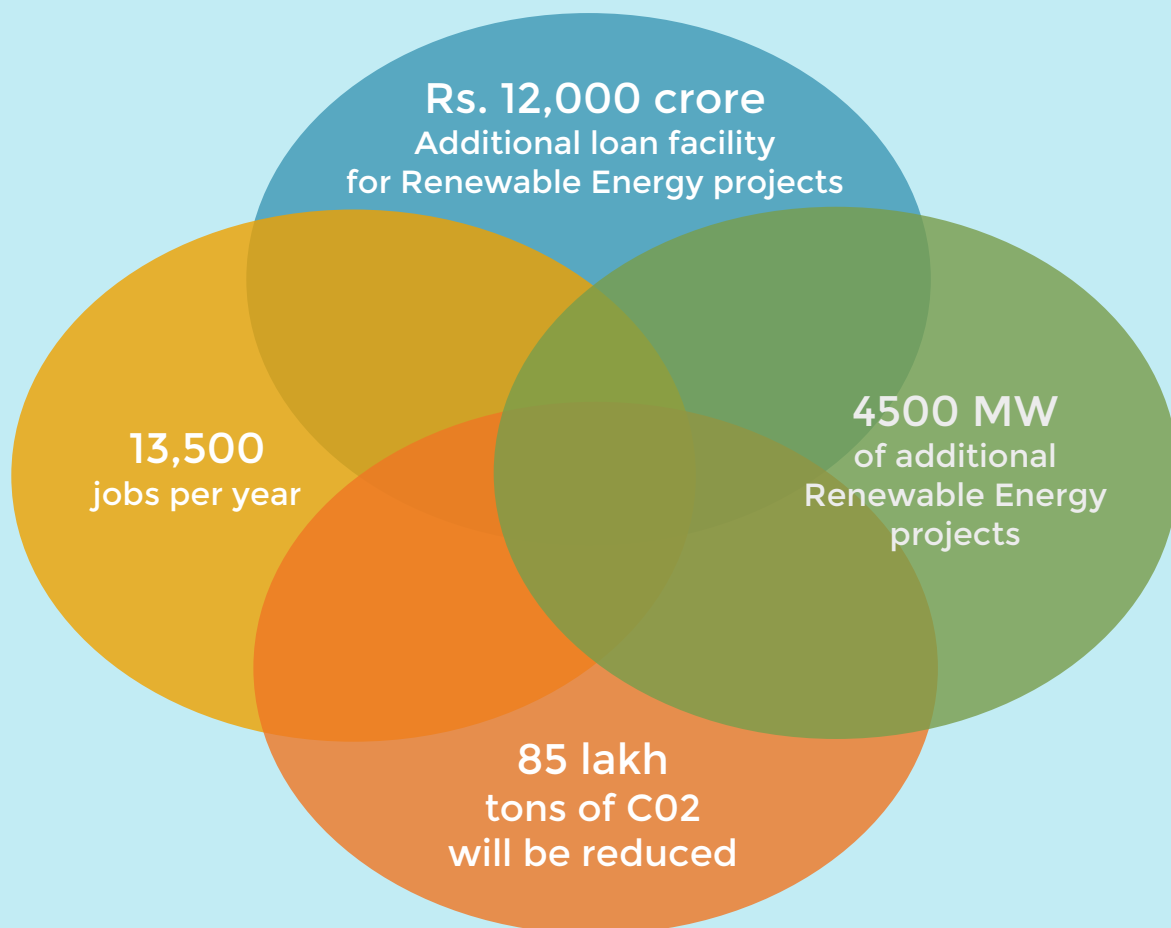 Rs. 12,000 crore
Additional loan facility
for Renewable Energy projects
13,500
jobs per year
4500 MW
of additional
Renewable Energy
projects
85 lakh
tons of C02
will be reduced